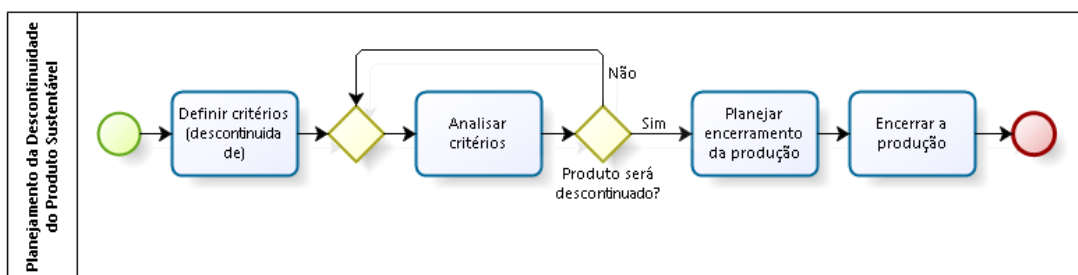 Planejamento da Descontinuidade
do Produto Sustentável
Definir critérios
(descontinuida
de)
Analisar
critérios
Não
Sim
Produto será
descontinuado?
Planejar
encerramento
da produção
Encerrar a
produção